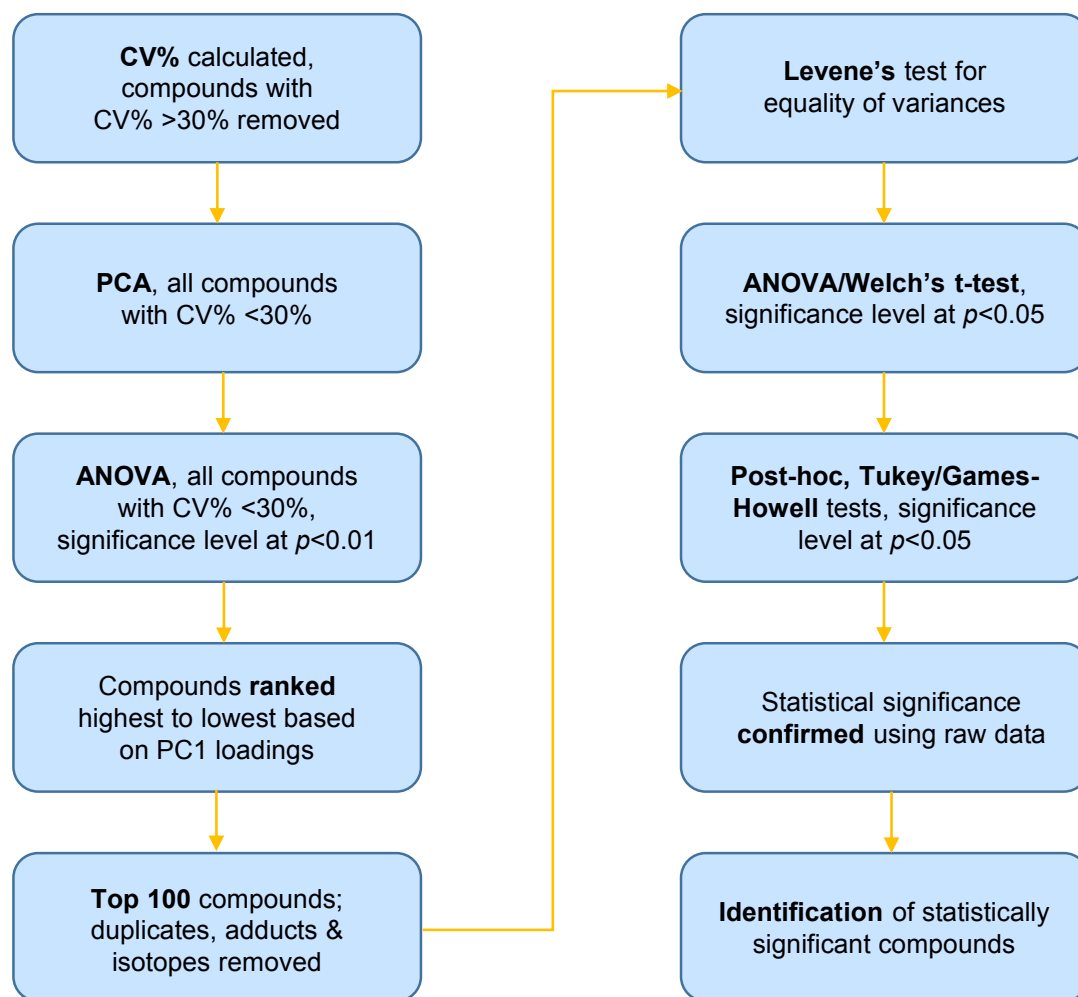 CV% calculated,
compounds with
CV% >30% removed
PCA, all compounds
with CV% <30%
ANOVA, all compounds
with CV% <30%,
significance level at p<0.01
Compounds ranked
highest to lowest based
on PC1 loadings
Top 100 compounds;
duplicates, adducts &
isotopes removed
Levene’s test for
equality of variances
ANOVA/Welch’s t-test,
significance level at p<0.05
Post-hoc, Tukey/Games-
Howell tests, significance
level at p<0.05
Statistical significance
confirmed using raw data
Identification of statistically
significant compounds